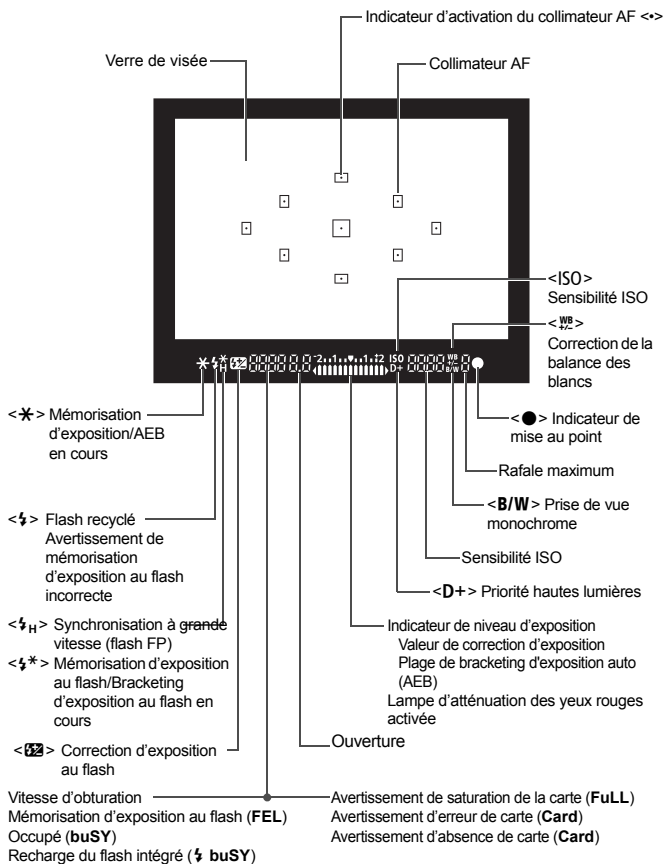 Indicateur d'activation du collimateur AF <•>
Verre de visée
Collimateur AF
<ISO>
Sensibilité ISO
<WB +/->
Correction de la
balance des
blancs
-2..1..▼..1..+2 ISO
D+
WB +/-
B/W
<✱> Mémorisation
d'exposition/AEB
en cours
<●> Indicateur de
mise au point
Rafale maximum
<B/W> Prise de vue
monochrome
<⚡> Flash recyclé
Avertissement de
mémorisation
d'exposition au flash
incorrecte
Sensibilité ISO
<D+> Priorité hautes lumières
<⚡H> Synchronisation à grande
vitesse (flash FP)
<⚡✱> Mémorisation d'exposition
au flash/Bracketing
d'exposition au flash en
cours
Indicateur de niveau d'exposition
Valeur de correction d'exposition
Plage de bracketing d'exposition auto
(AEB)
Lampe d'atténuation des yeux rouges
activée
<⚡±> Correction d'exposition
au flash
Ouverture
Vitesse d'obturation
Mémorisation d'exposition au flash (FEL)
Occupé (buSY)
Recharge du flash intégré (⚡ buSY)
Avertissement de saturation de la carte (FuLL)
Avertissement d'erreur de carte (Card)
Avertissement d'absence de carte (Card)